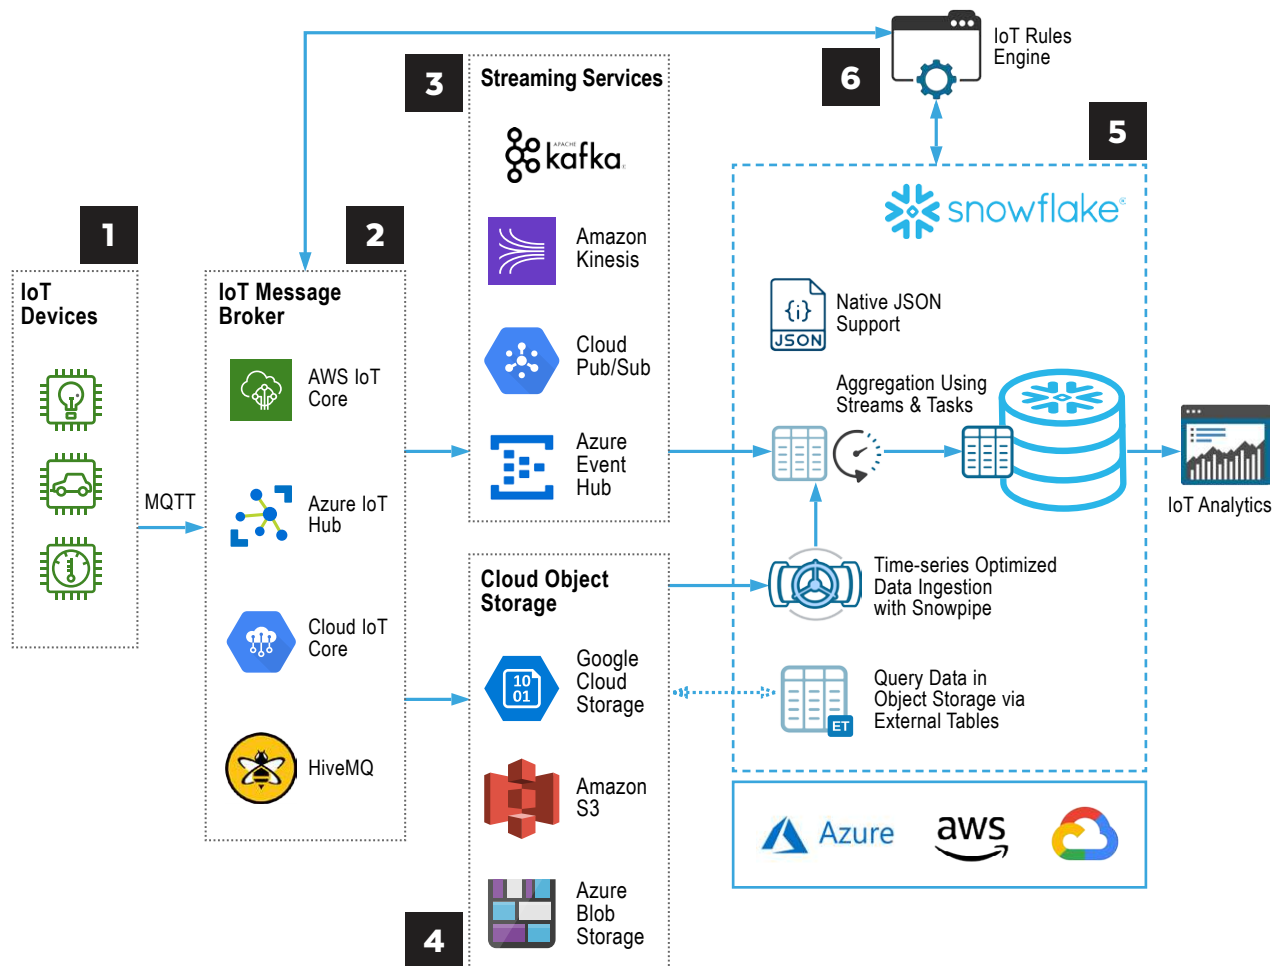 IoT Rules
Engine
6
3
Streaming Services
5
APACHE
kafka
snowflake
1
2
Amazon
Kinesis
IoT
Devices
IoT Message
Broker
{i}
JSON
Native JSON
Support
Cloud
Pub/Sub
AWS IoT
Core
Aggregation Using
Streams & Tasks
Azure
Event
Hub
MQTT
Azure IoT
Hub
IoT Analytics
Cloud Object
Storage
Time-series Optimized
Data Ingestion
with Snowpipe
Cloud IoT
Core
10
01
Google
Cloud
Storage
ET
Query Data in
Object Storage via
External Tables
HiveMQ
Amazon
S3
Azure
aws
Azure
Blob
Storage
4